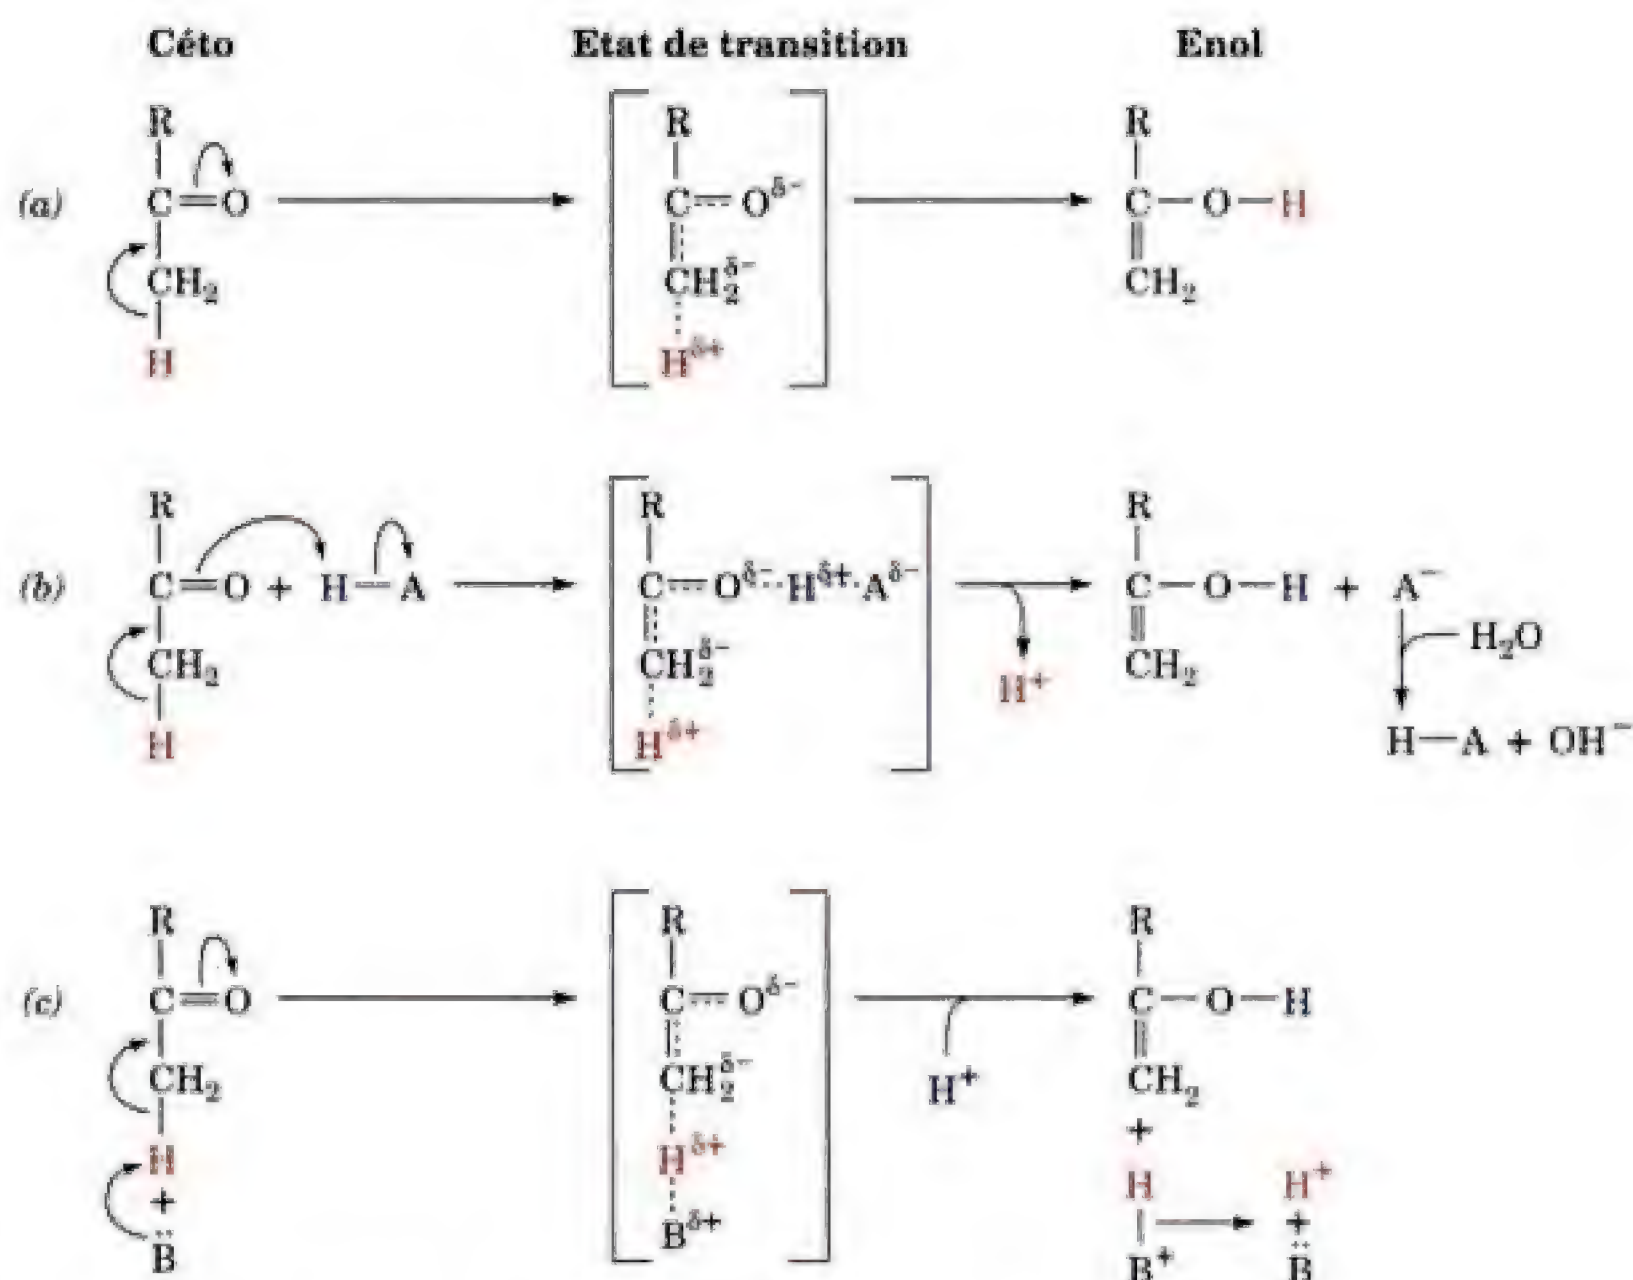 Céto Etat de transition Enol
R R R
(a) C=O C=O^δ− C—O—H
CH₂ CH₂^δ− CH₂
H H^δ+
R R R
(b) C=O + H—A C=O^δ−···H^δ+···A^δ− C—O—H + A⁻
CH₂ CH₂^δ− CH₂ H₂O
H H^δ+ H⁺ H—A + OH⁻
R R R
(c) C=O C=O^δ− C—O—H
CH₂ CH₂^δ− H⁺ CH₂
+
H H^δ+ H H⁺
+ +
B̈ B^δ+ B⁺ B̈